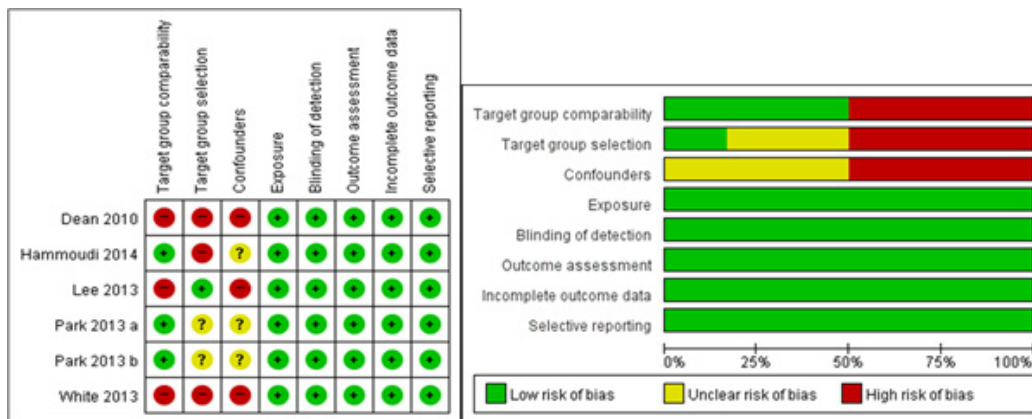 Target group comparability
Target group selection
Confounders
Exposure
Blinding of detection
Outcome assessment
Incomplete outcome data
Selective reporting
Dean 2010 - - - + + + + +
Hammoudi 2014 + - ? + + + + +
Lee 2013 - + - + + + + +
Park 2013 a + ? ? + + + + +
Park 2013 b + ? ? + + + + +
White 2013 - - - + + + + +
Target group comparability
Target group selection
Confounders
Exposure
Blinding of detection
Outcome assessment
Incomplete outcome data
Selective reporting
0% 25% 50% 75% 100%
Low risk of bias Unclear risk of bias High risk of bias